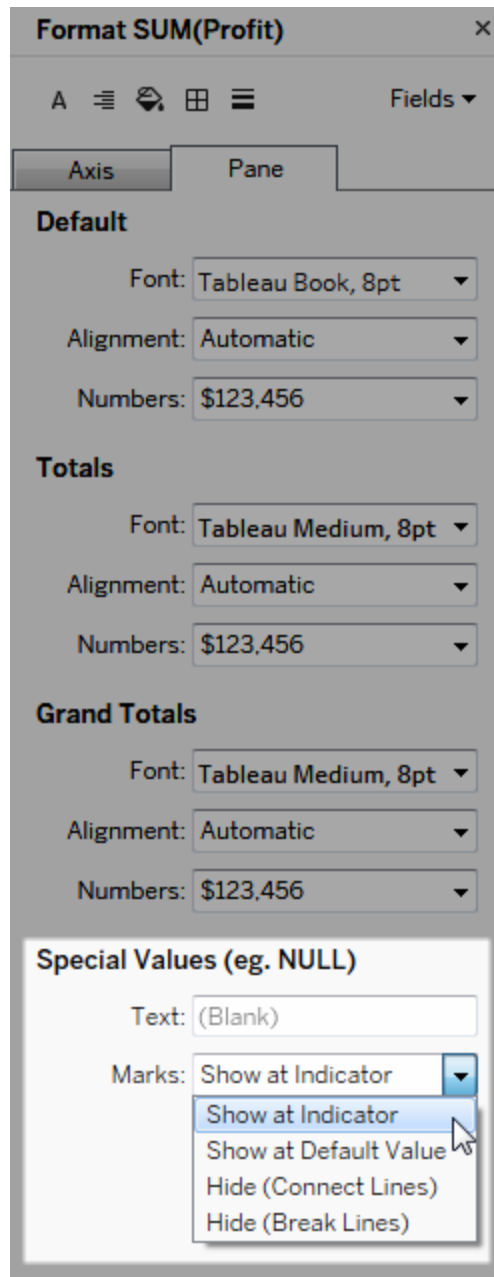 Format SUM(Profit) ×
A Fields
Axis Pane
Default
Font: Tableau Book, 8pt
Alignment: Automatic
Numbers: $123,456
Totals
Font: Tableau Medium, 8pt
Alignment: Automatic
Numbers: $123,456
Grand Totals
Font: Tableau Medium, 8pt
Alignment: Automatic
Numbers: $123,456
Special Values (eg. NULL)
Text: (Blank)
Marks: Show at Indicator
Show at Indicator
Show at Default Value
Hide (Connect Lines)
Hide (Break Lines)